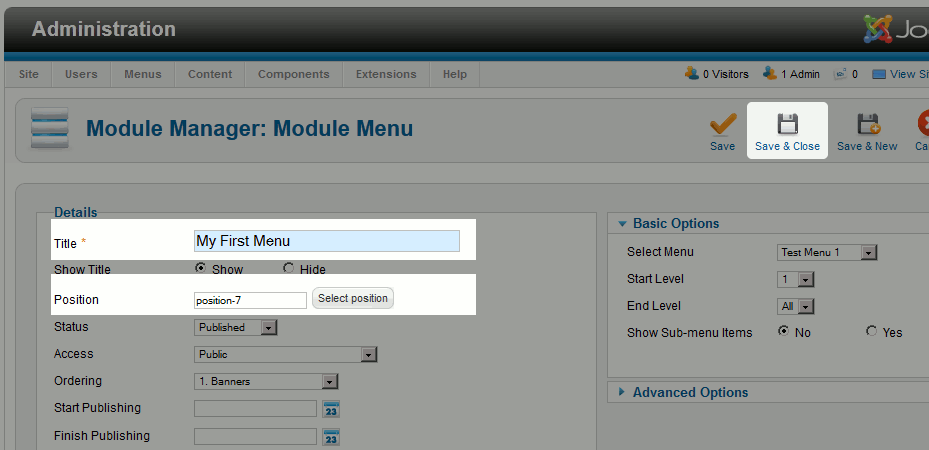 Administration
Jo
Site Users Menus Content Components Extensions Help 0 Visitors 1 Admin 0 View Si
Module Manager: Module Menu
Save Save & Close Save & New Ca
Details
Title *
My First Menu
Show Title Show Hide
Position position-7 Select position
Status Published
Access Public
Ordering 1. Banners
Start Publishing 23
Finish Publishing 23
Basic Options
Select Menu Test Menu 1
Start Level 1
End Level All
Show Sub-menu Items No Yes
Advanced Options